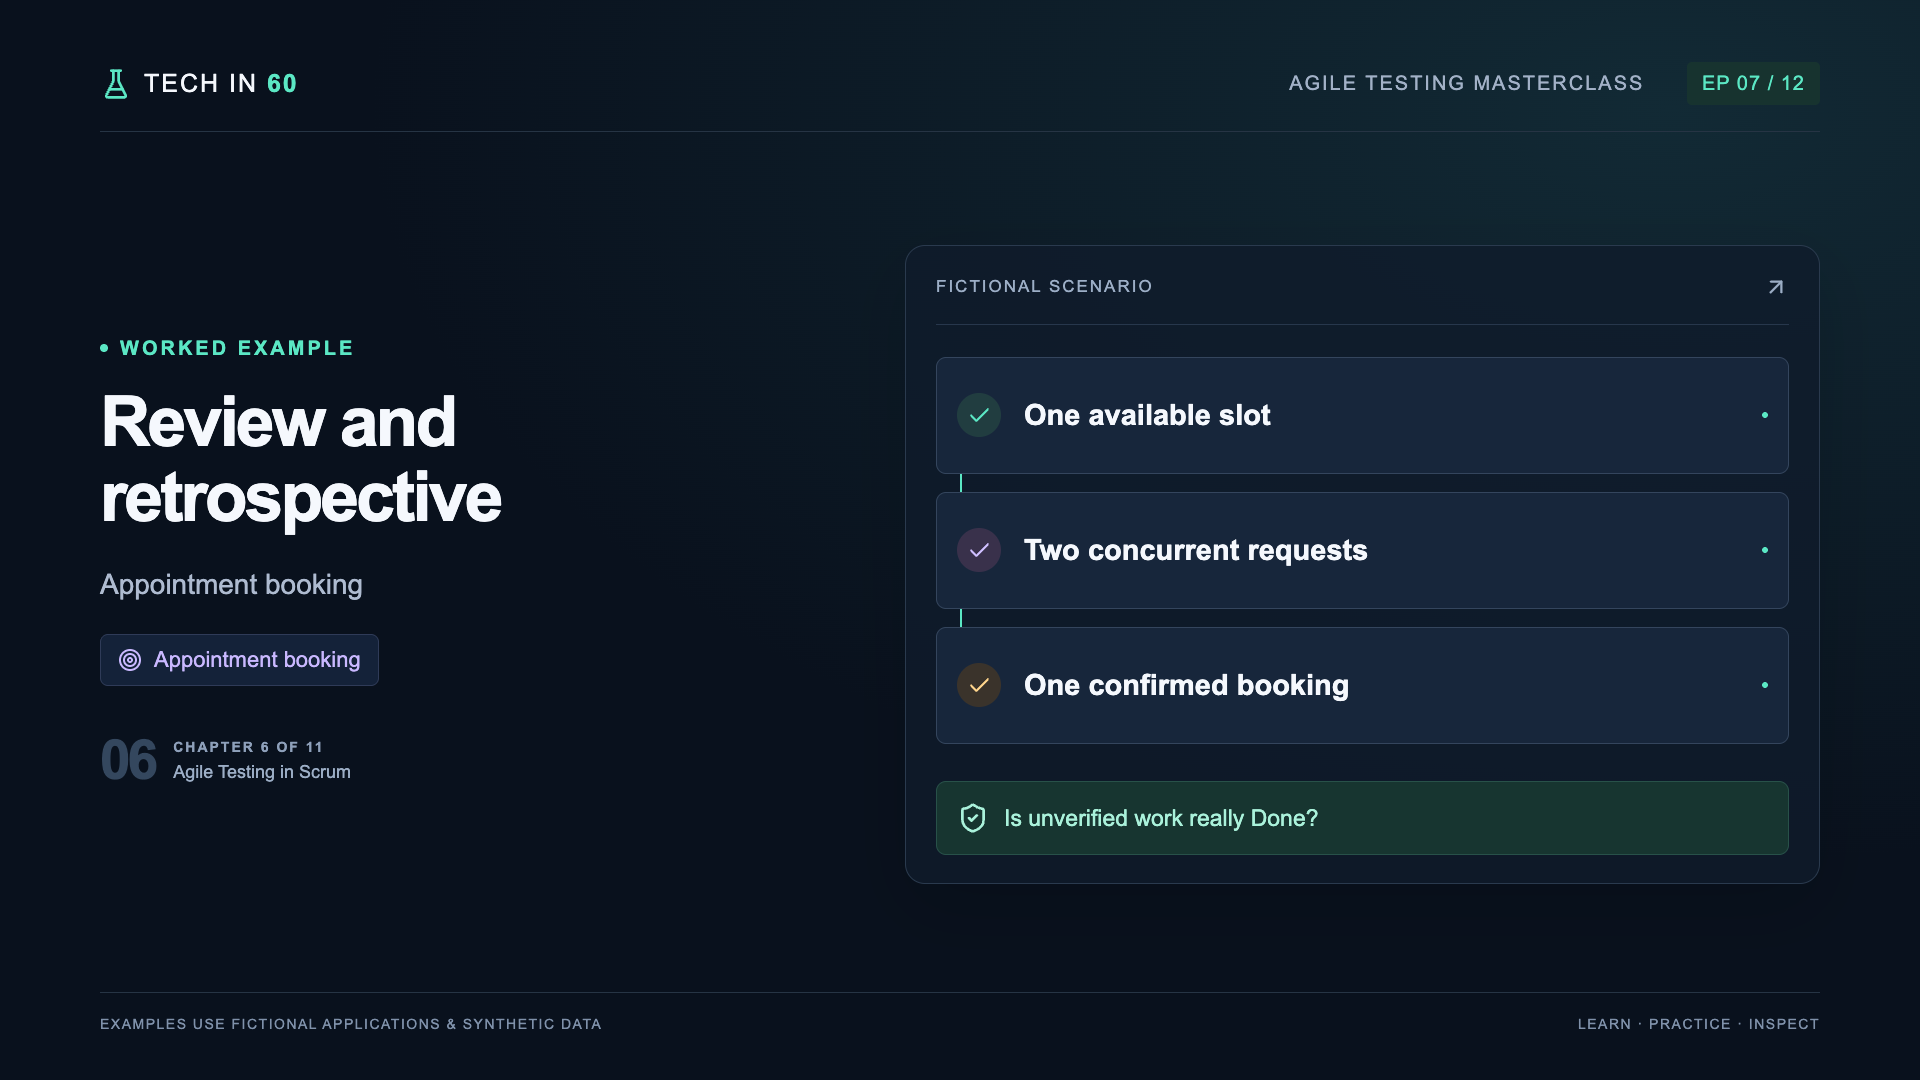 TECH IN 60
AGILE TESTING MASTERCLASS
EP 07 / 12
• WORKED EXAMPLE
Review and
retrospective
Appointment booking
Appointment booking
06
CHAPTER 6 OF 11
Agile Testing in Scrum
FICTIONAL SCENARIO
One available slot
Two concurrent requests
One confirmed booking
Is unverified work really Done?
EXAMPLES USE FICTIONAL APPLICATIONS & SYNTHETIC DATA
LEARN · PRACTICE · INSPECT